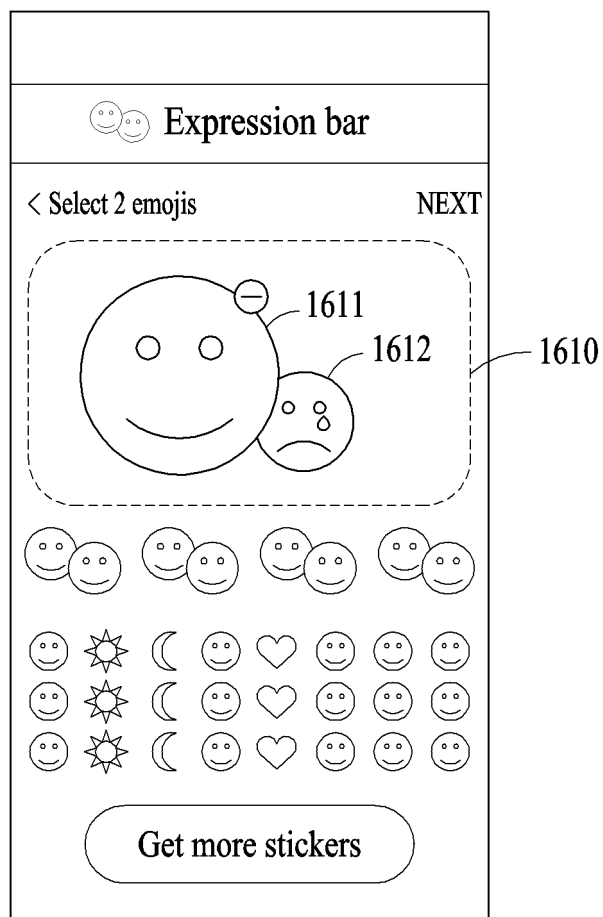 Expression bar
< Select 2 emojis NEXT
1611
1612
1610
Get more stickers